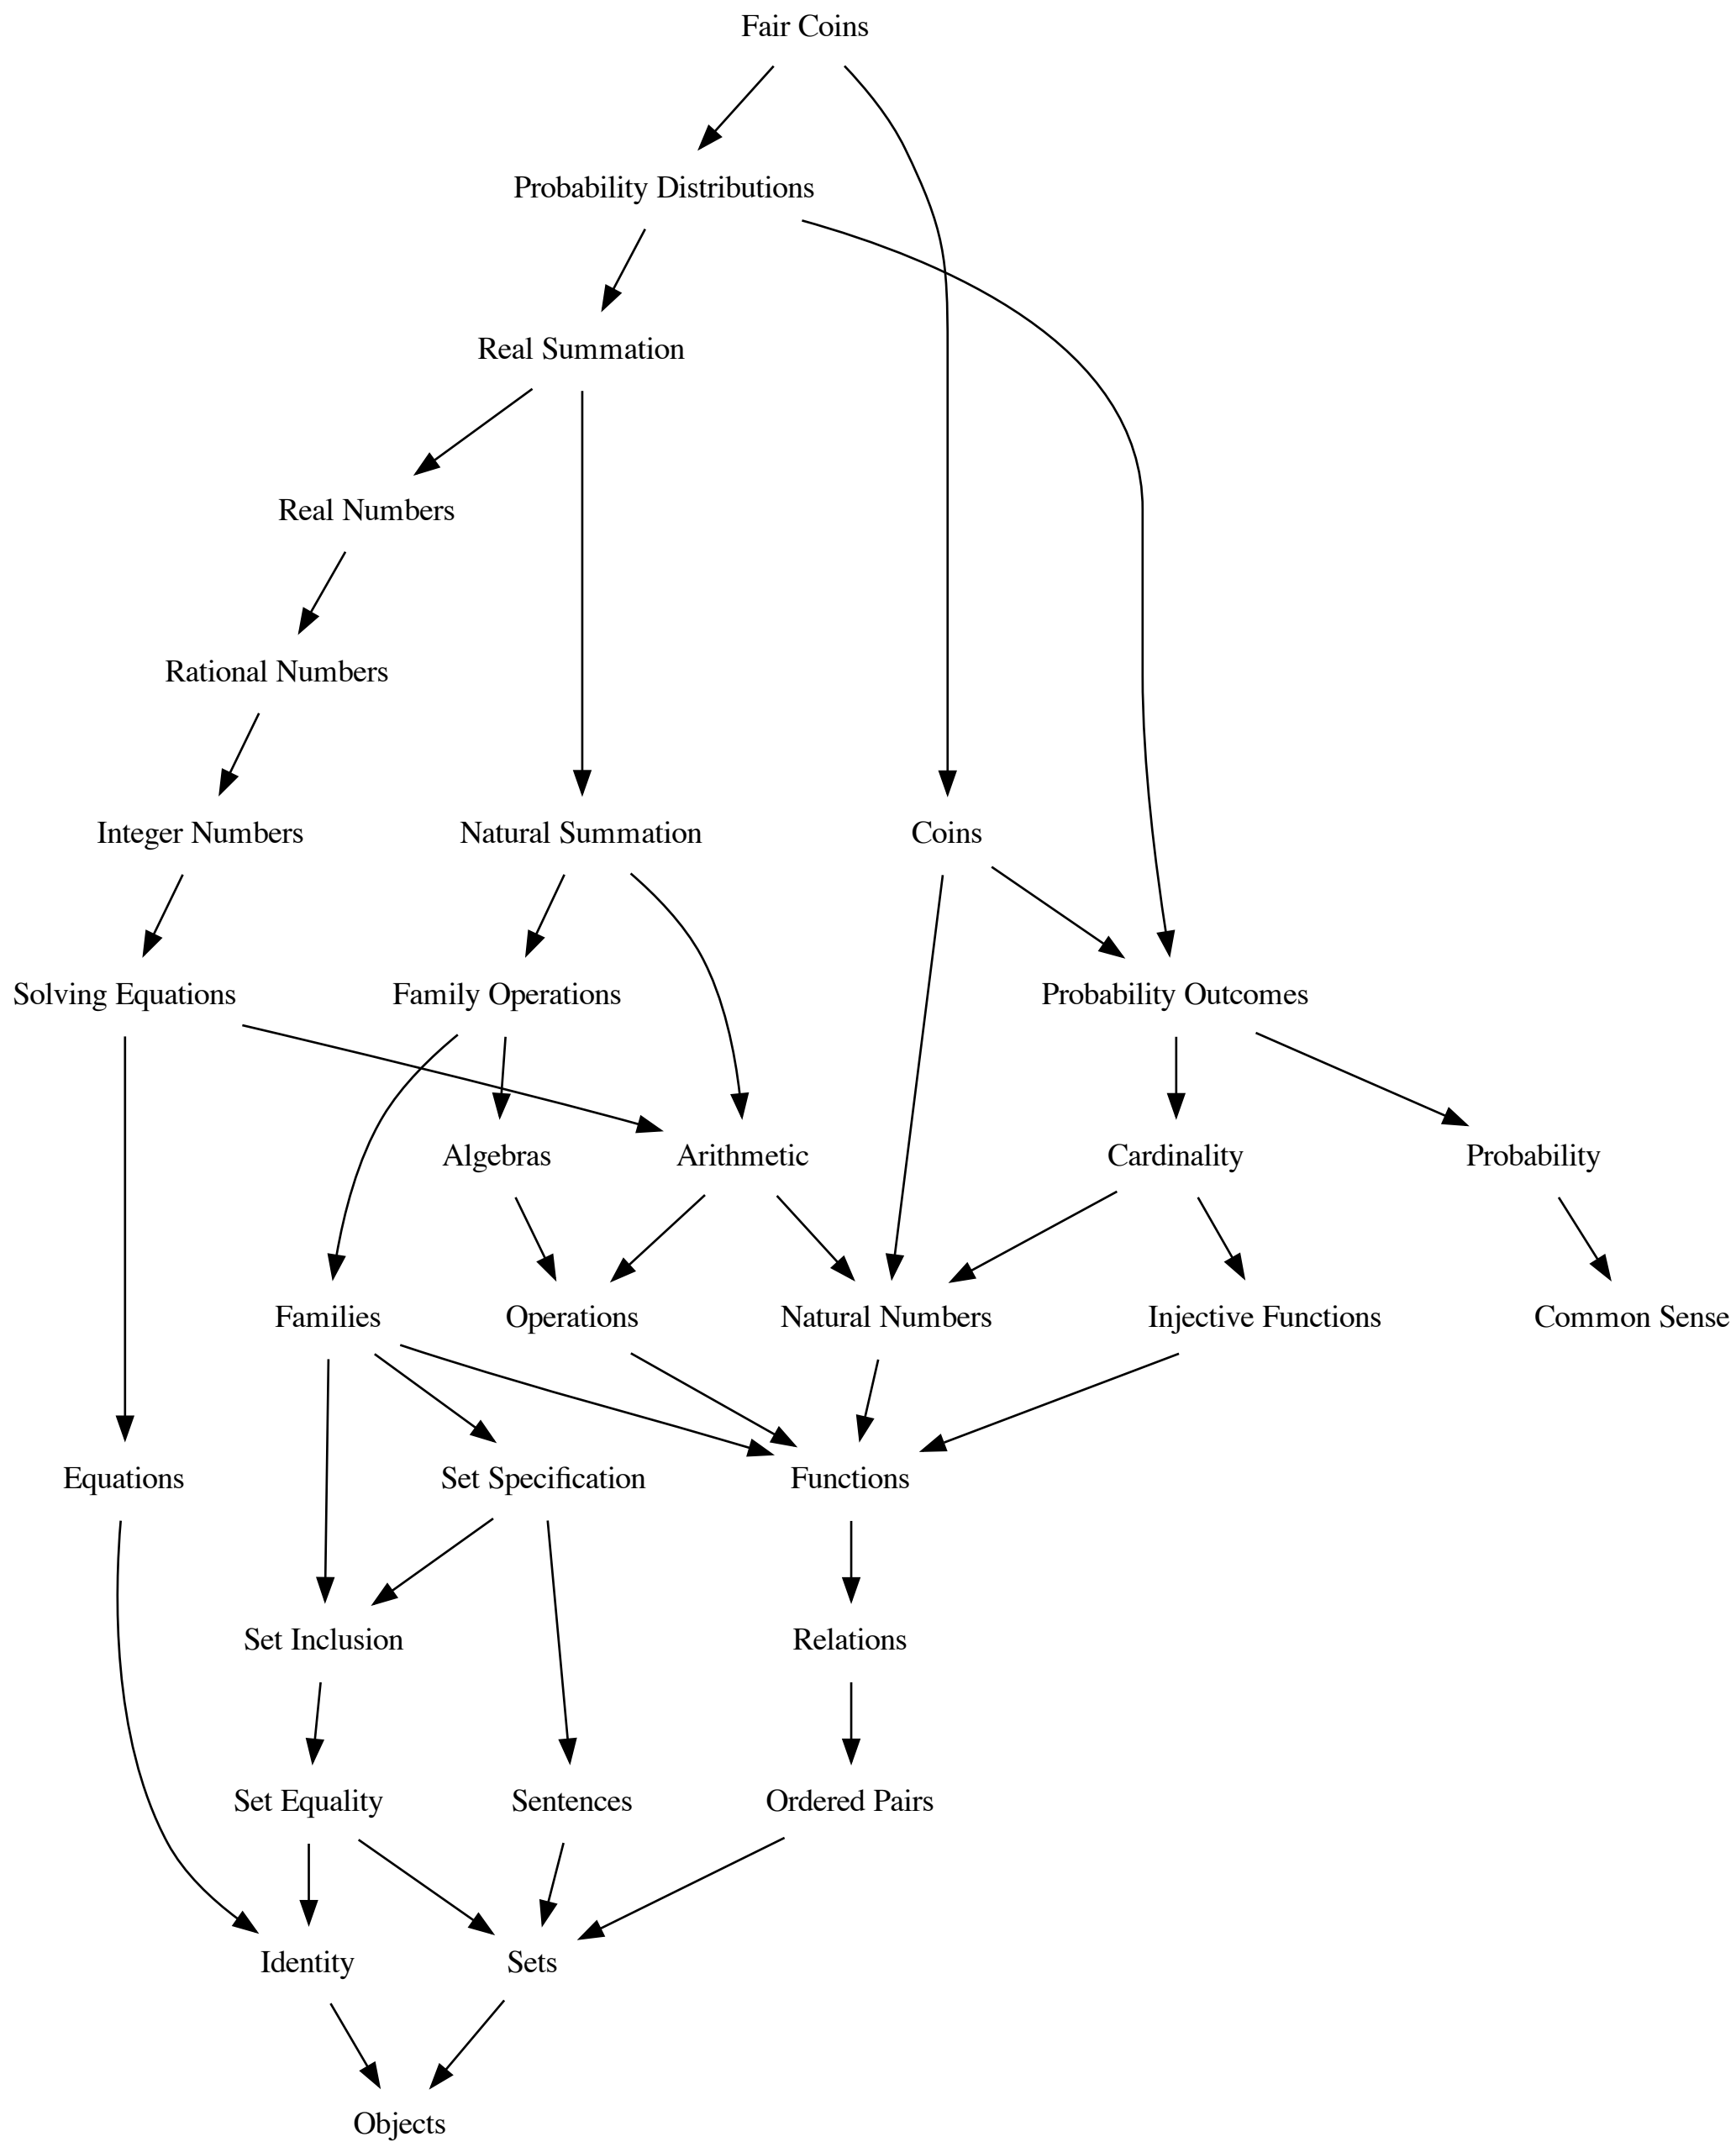 Fair Coins
Probability Distributions
Real Summation
Real Numbers
Rational Numbers
Integer Numbers
Natural Summation
Coins
Solving Equations
Family Operations
Probability Outcomes
Algebras
Arithmetic
Cardinality
Probability
Families
Operations
Natural Numbers
Injective Functions
Common Sense
Equations
Set Specification
Functions
Set Inclusion
Relations
Set Equality
Sentences
Ordered Pairs
Identity
Sets
Objects